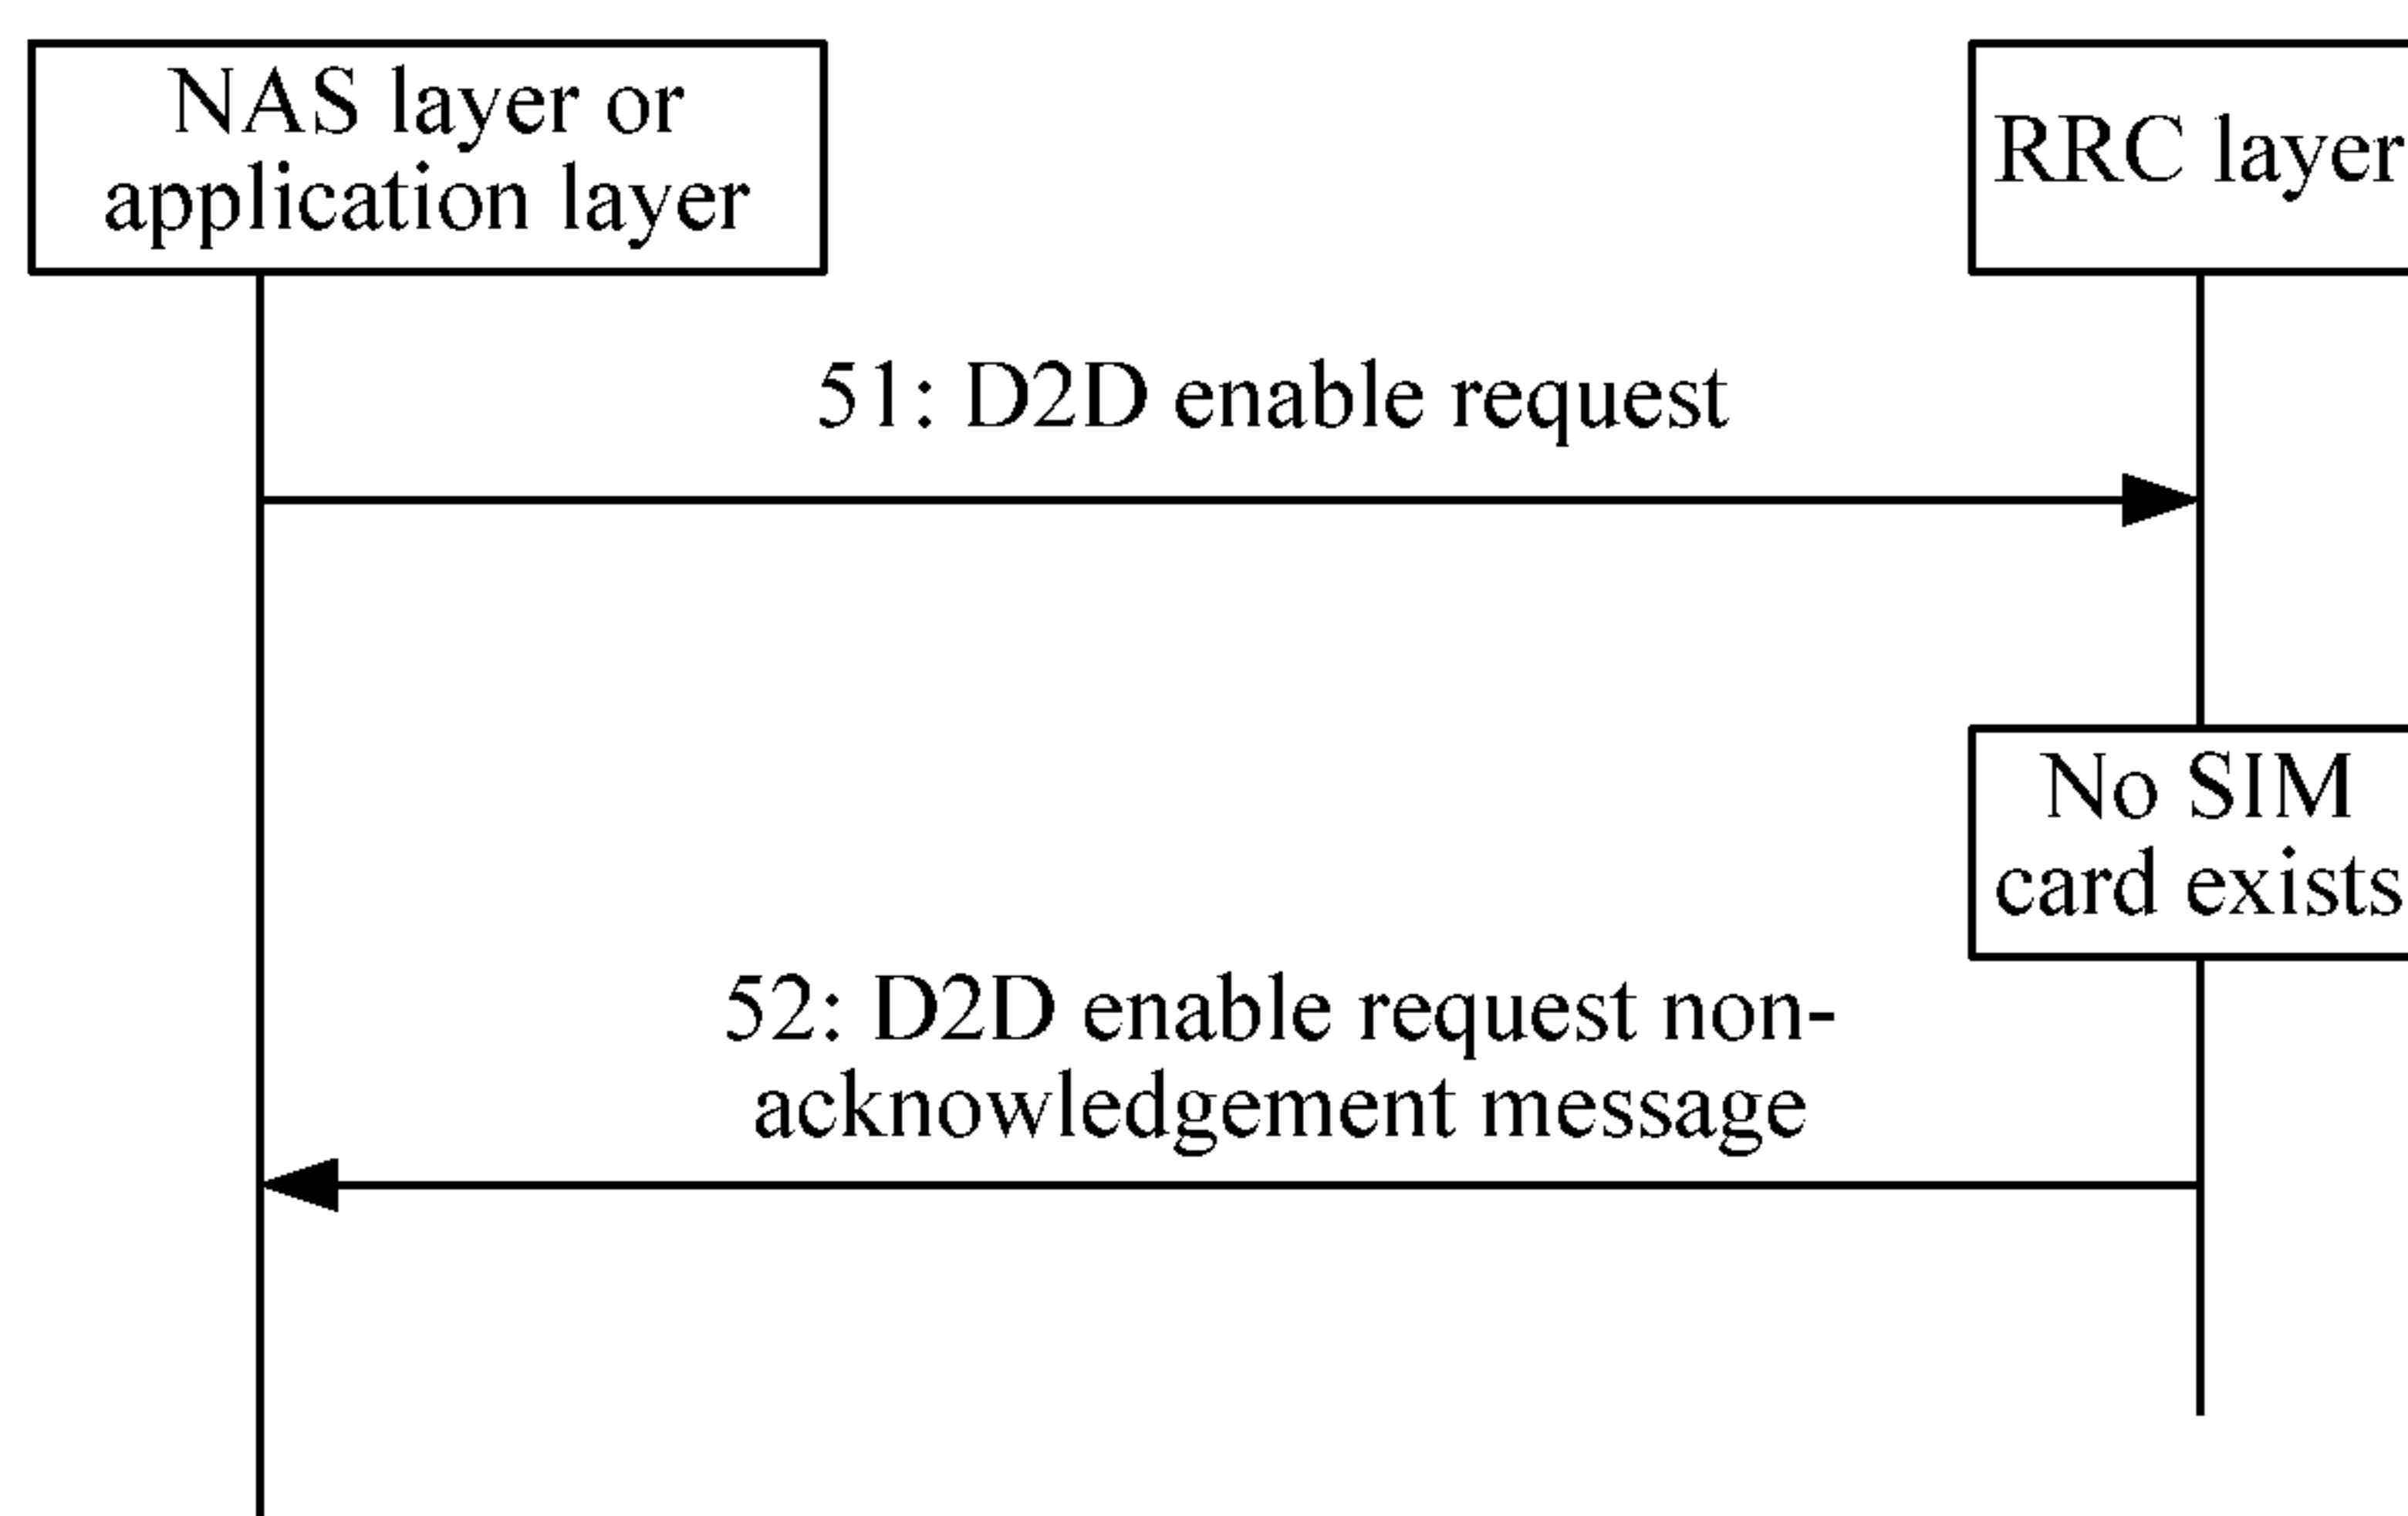 NAS layer or
application layer
RRC layer
51: D2D enable request
No SIM
card exists
52: D2D enable request non-
acknowledgement message